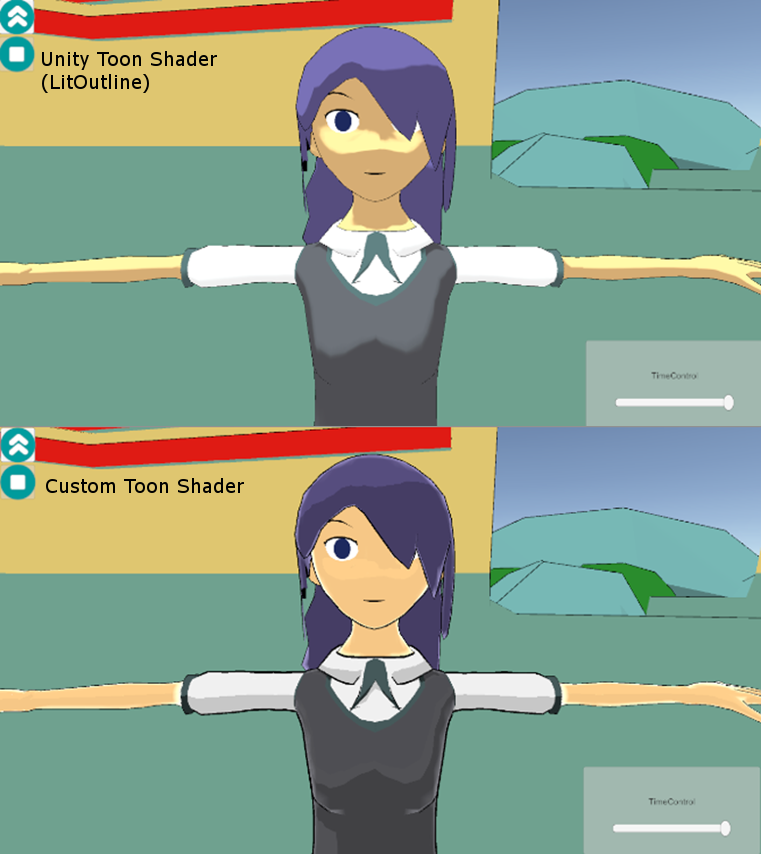 Unity Toon Shader
(LitOutline)
TimeControl
Custom Toon Shader
TimeControl